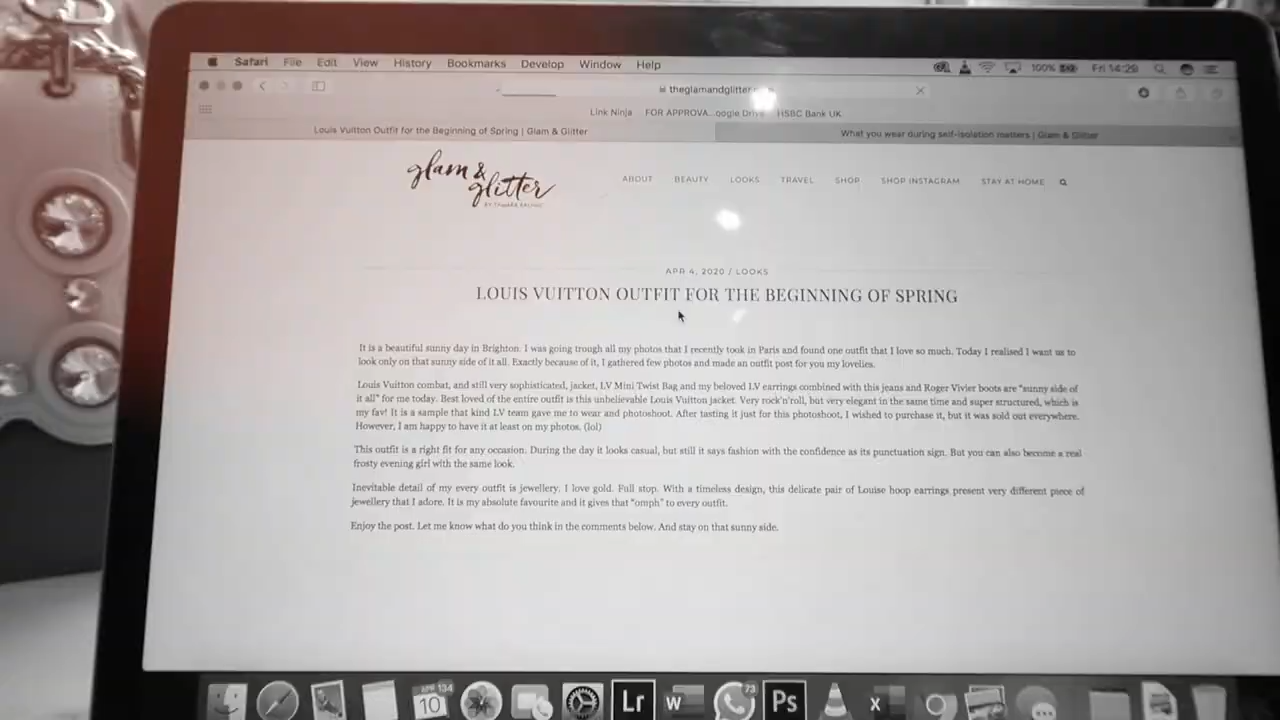 Safari File Edit View History Bookmarks Develop Window Help 100% Fri 14:29
theglamandglitter
Link Ninja FOR APPROVA...oogle Drive HSBC Bank UK
Louis Vuitton Outfit for the Beginning of Spring | Glam & Glitter What you wear during self-isolation matters | Glam & Glitter
glam &
glitter
ABOUT BEAUTY LOOKS TRAVEL SHOP SHOP INSTAGRAM STAY AT HOME
APR 4, 2020 / LOOKS
LOUIS VUITTON OUTFIT FOR THE BEGINNING OF SPRING
It is a beautiful sunny day in Brighton. I was going trough all my photos that I recently took in Paris and found one outfit that I love so much. Today I realised I want us to
look only on that sunny side of it all. Exactly because of it, I gathered few photos and made an outfit post for you my lovelies.
Louis Vuitton combat, and still very sophisticated, jacket, LV Mini Twist Bag and my beloved LV earrings combined with this jeans and Roger Vivier boots are "sunny side of
it all" for me today. Best loved of the entire outfit is this unbelievable Louis Vuitton jacket. Very rock'n'roll, but very elegant in the same time and super structured, which is
my fav! It is a sample that kind LV team gave me to wear and photoshoot. After tasting it just for this photoshoot, I wished to purchase it, but it was sold out everywhere.
However, I am happy to have it at least on my photos. (lol)
This outfit is a right fit for any occasion. During the day it looks casual, but still it says fashion with the confidence as its punctuation sign. But you can also become a real
frosty evening girl with the same look.
Inevitable detail of my every outfit is jewellery. I love gold. Full stop. With a timeless design, this delicate pair of Louise hoop earrings present very different piece of
jewellery that I adore. It is my absolute favourite and it gives that "omph" to every outfit.
Enjoy the post. Let me know what do you think in the comments below. And stay on that sunny side.
APR 134 73
10 Lr W Ps X